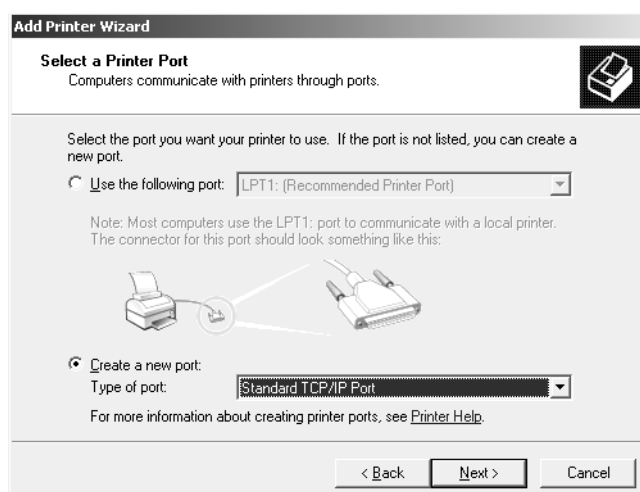 Add Printer Wizard
Select a Printer Port
Computers communicate with printers through ports.
Select the port you want your printer to use. If the port is not listed, you can create a
new port.
Use the following port: LPT1: (Recommended Printer Port)
Note: Most computers use the LPT1: port to communicate with a local printer.
The connector for this port should look something like this:
Create a new port:
Type of port: Standard TCP/IP Port
For more information about creating printer ports, see Printer Help.
< Back Next > Cancel